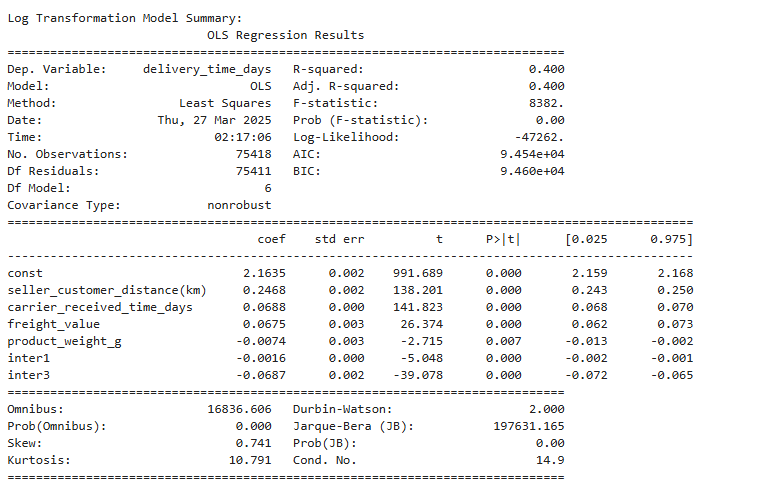 Log Transformation Model Summary:
                            OLS Regression Results
==============================================================================
Dep. Variable:     delivery_time_days   R-squared:                       0.400
Model:                            OLS   Adj. R-squared:                  0.400
Method:                 Least Squares   F-statistic:                     8382.
Date:                Thu, 27 Mar 2025   Prob (F-statistic):               0.00
Time:                        02:17:06   Log-Likelihood:                -47262.
No. Observations:               75418   AIC:                         9.454e+04
Df Residuals:                   75411   BIC:                         9.460e+04
Df Model:                           6
Covariance Type:            nonrobust
================================================================================================
                                   coef    std err          t      P>|t|      [0.025      0.975]
------------------------------------------------------------------------------------------------
const                            2.1635      0.002    991.689      0.000       2.159       2.168
seller_customer_distance(km)     0.2468      0.002    138.201      0.000       0.243       0.250
carrier_received_time_days       0.0688      0.000    141.823      0.000       0.068       0.070
freight_value                    0.0675      0.003     26.374      0.000       0.062       0.073
product_weight_g                -0.0074      0.003     -2.715      0.007      -0.013      -0.002
inter1                          -0.0016      0.000     -5.048      0.000      -0.002      -0.001
inter3                          -0.0687      0.002    -39.078      0.000      -0.072      -0.065
==============================================================================
Omnibus:                    16836.606   Durbin-Watson:                   2.000
Prob(Omnibus):                  0.000   Jarque-Bera (JB):           197631.165
Skew:                           0.741   Prob(JB):                         0.00
Kurtosis:                      10.791   Cond. No.                         14.9
==============================================================================